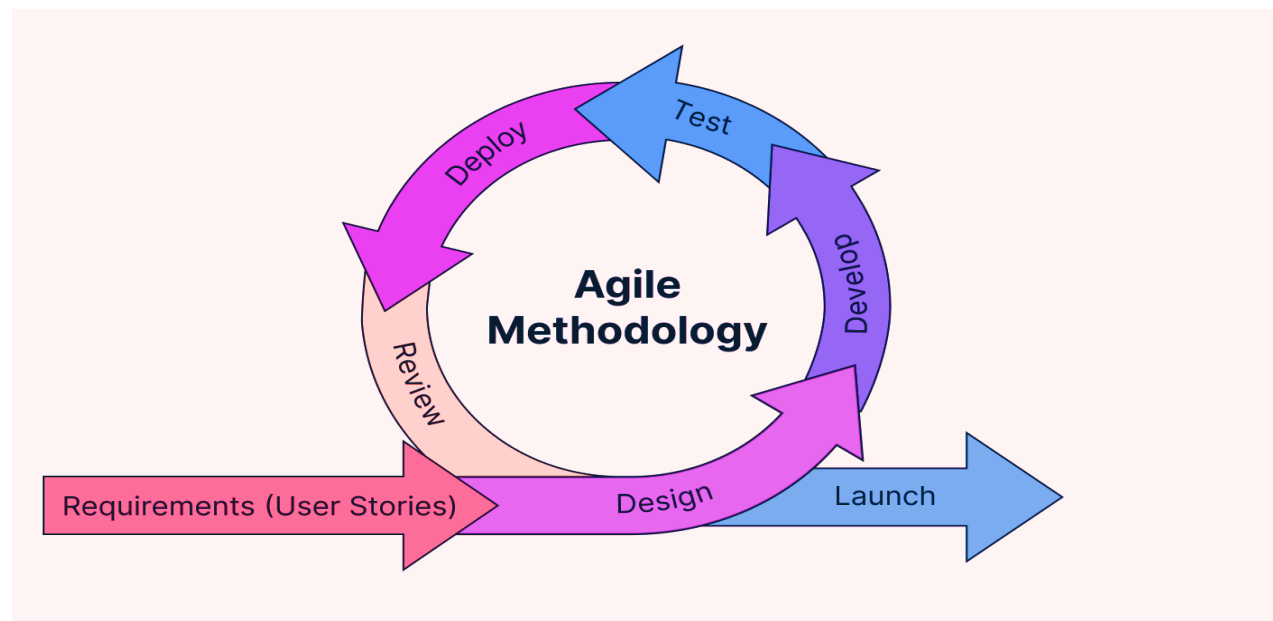 Agile
Methodology
Requirements (User Stories)
Design
Develop
Test
Deploy
Review
Launch